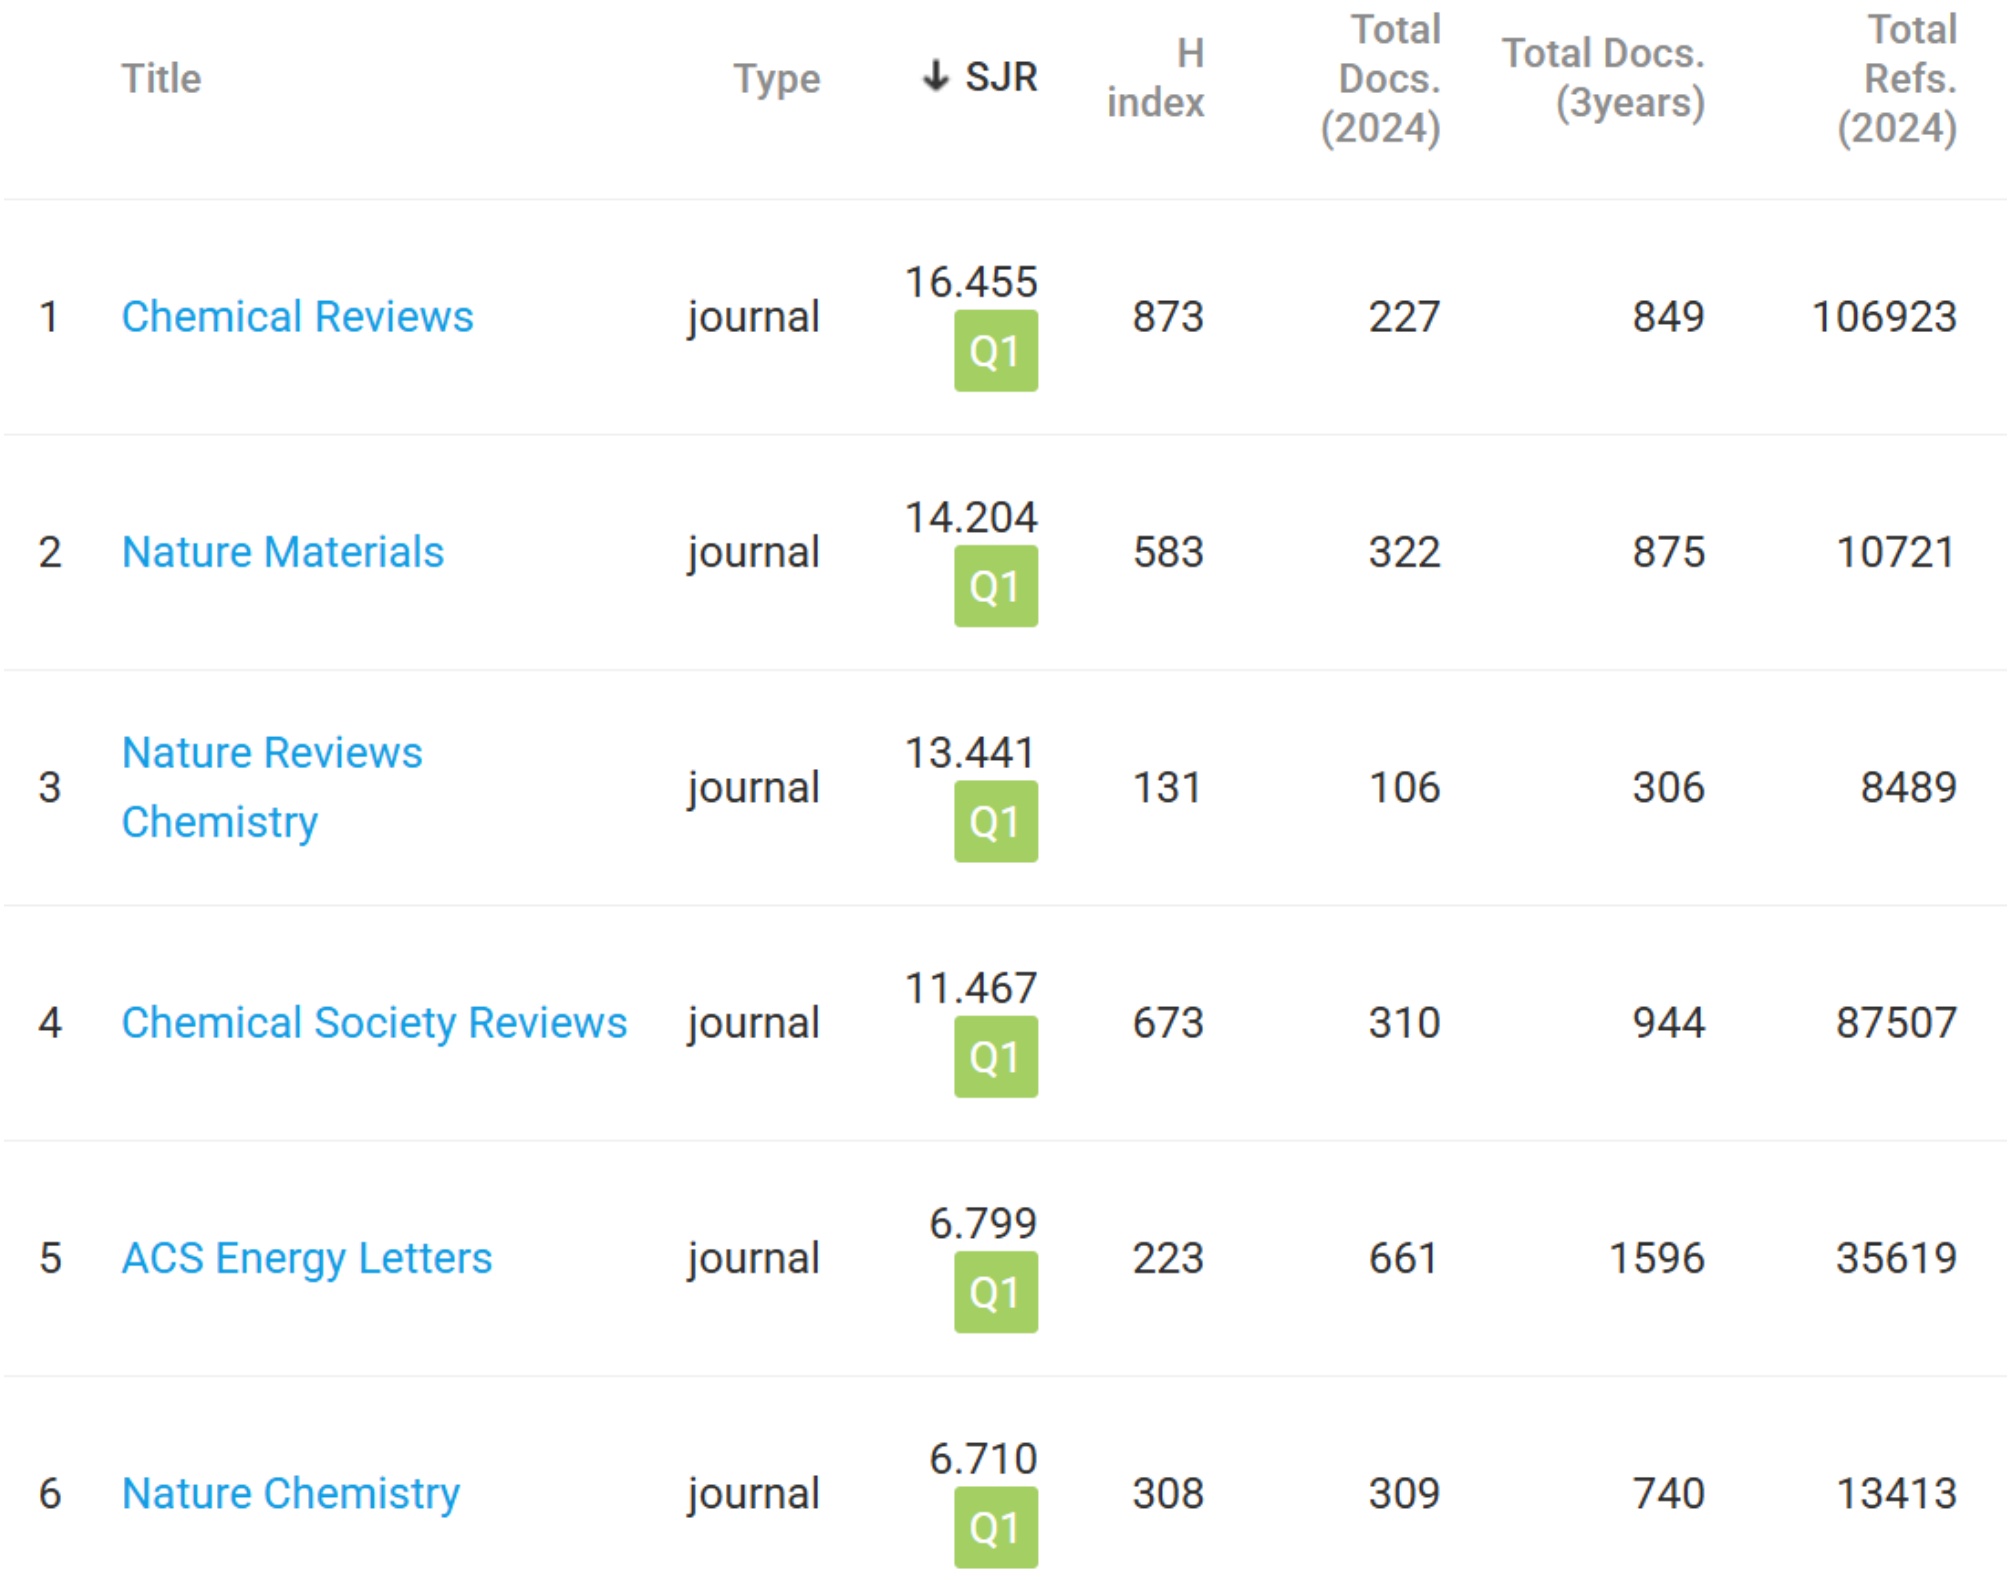 Title Type ↓ SJR H index Total Docs. (2024) Total Docs. (3years) Total Refs. (2024)
1 Chemical Reviews journal 16.455 Q1 873 227 849 106923
2 Nature Materials journal 14.204 Q1 583 322 875 10721
3 Nature Reviews Chemistry journal 13.441 Q1 131 106 306 8489
4 Chemical Society Reviews journal 11.467 Q1 673 310 944 87507
5 ACS Energy Letters journal 6.799 Q1 223 661 1596 35619
6 Nature Chemistry journal 6.710 Q1 308 309 740 13413